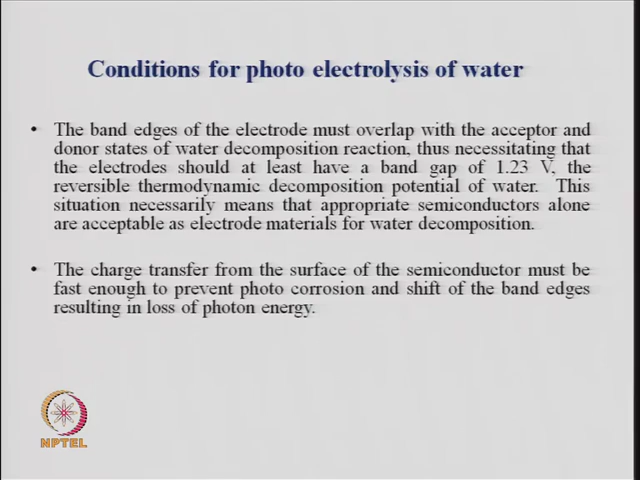 Conditions for photo electrolysis of water
• The band edges of the electrode must overlap with the acceptor and
donor states of water decomposition reaction, thus necessitating that
the electrodes should at least have a band gap of 1.23 V, the
reversible thermodynamic decomposition potential of water. This
situation necessarily means that appropriate semiconductors alone
are acceptable as electrode materials for water decomposition.
• The charge transfer from the surface of the semiconductor must be
fast enough to prevent photo corrosion and shift of the band edges
resulting in loss of photon energy.
NPTEL